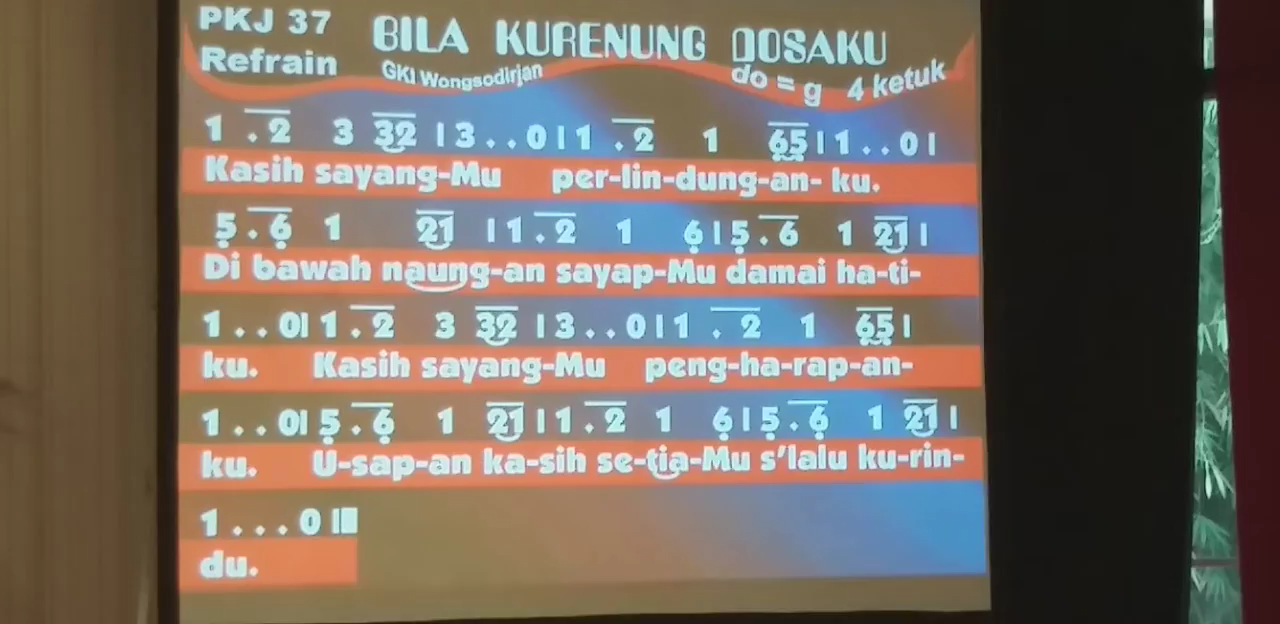 PKJ 37 BILA KURENUNG DOSAKU
Refrain GKI Wongsodirjan do = g 4 ketuk
1 . 2 3 32 | 3 . . 0 | 1 . 2 1 6̣5̣ | 1 . . 0 |
Kasih sayang-Mu per-lin-dung-an- ku.
5̣ . 6̣ 1 21 | 1 . 2 1 6̣ | 5̣ . 6 1 21 |
Di bawah naung-an sayap-Mu damai ha-ti-
1 . . 0 | 1 . 2 3 32 | 3 . . 0 | 1 . 2 1 6̣5̣ |
ku. Kasih sayang-Mu peng-ha-rap-an-
1 . . 0 | 5̣ . 6̣ 1 21 | 1 . 2 1 6̣ | 5̣ . 6̣ 1 21 |
ku. U-sap-an ka-sih se-tia-Mu s'lalu ku-rin-
1 . . . 0 ||
du.